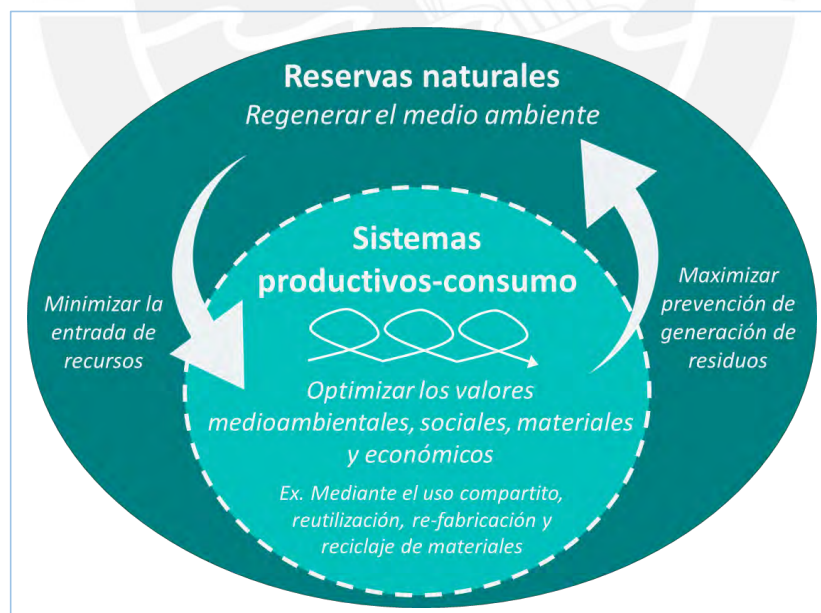 Reservas naturales
Regenerar el medio ambiente
Minimizar la
entrada de
recursos
Sistemas
productivos-consumo
Optimizar los valores
medioambientales, sociales, materiales
y económicos
Ex. Mediante el uso compartito,
reutilización, re-fabricación y
reciclaje de materiales
Maximizar
prevención de
generación de
residuos